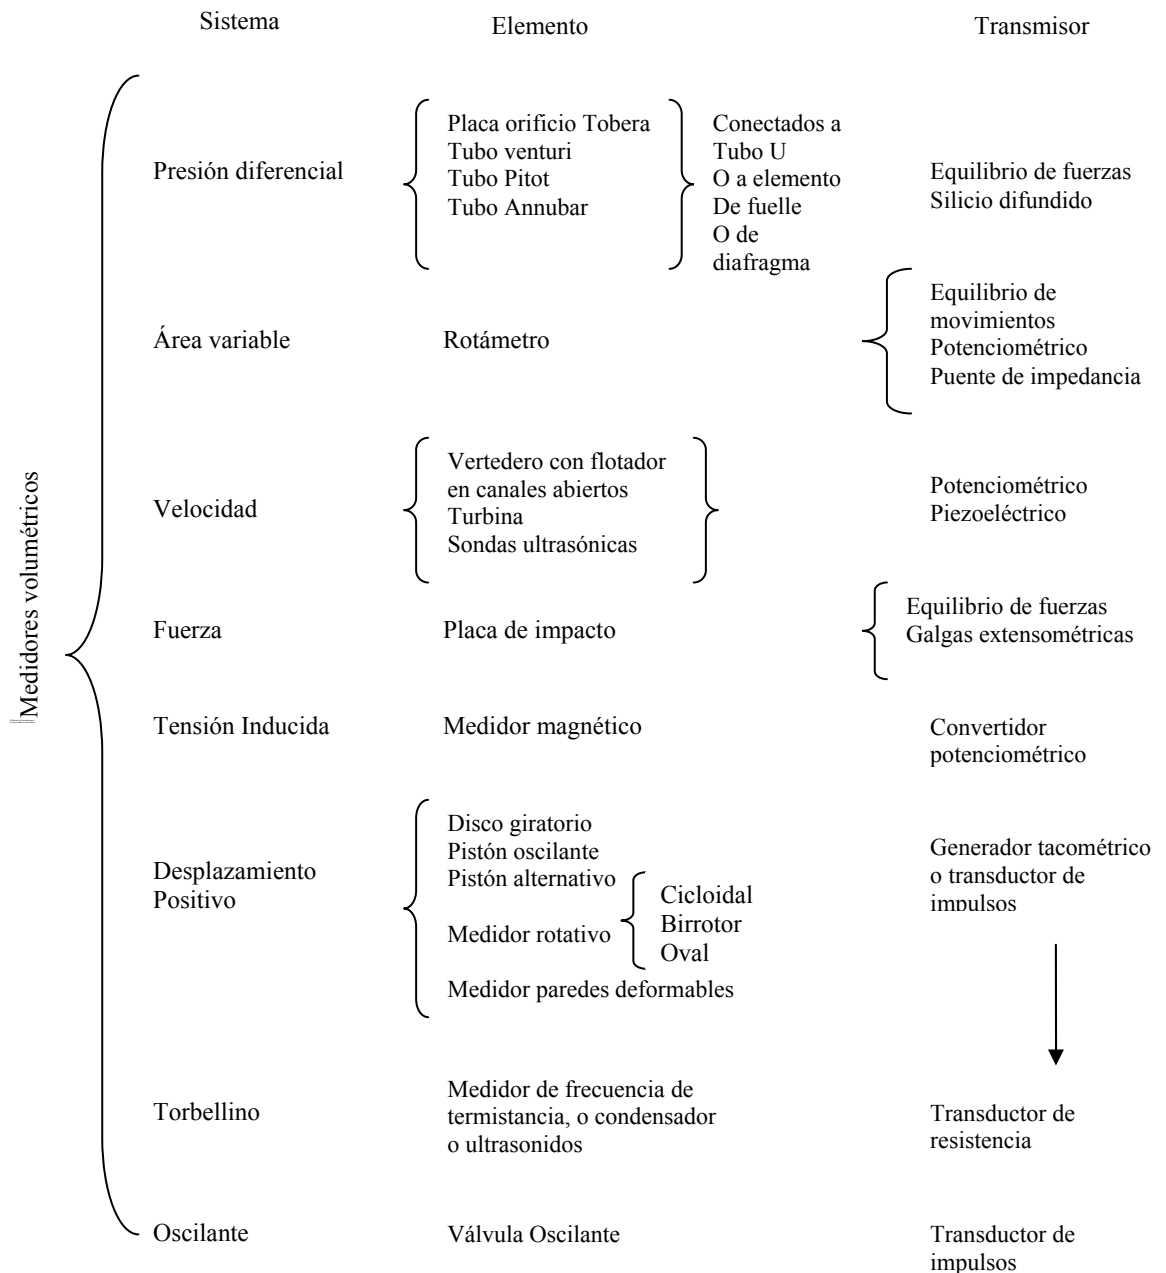 Sistema
Elemento
Transmisor
Medidores volumétricos
Presión diferencial
Placa orificio Tobera
Tubo venturi
Tubo Pitot
Tubo Annubar
Conectados a
Tubo U
O a elemento
De fuelle
O de
diafragma
Equilibrio de fuerzas
Silicio difundido
Área variable
Rotámetro
Equilibrio de
movimientos
Potenciométrico
Puente de impedancia
Velocidad
Vertedero con flotador
en canales abiertos
Turbina
Sondas ultrasónicas
Potenciométrico
Piezoeléctrico
Fuerza
Placa de impacto
Equilibrio de fuerzas
Galgas extensométricas
Tensión Inducida
Medidor magnético
Convertidor
potenciométrico
Desplazamiento
Positivo
Disco giratorio
Pistón oscilante
Pistón alternativo
Medidor rotativo
Cicloidal
Birrotor
Oval
Medidor paredes deformables
Generador tacométrico
o transductor de
impulsos
Torbellino
Medidor de frecuencia de
termistancia, o condensador
o ultrasonidos
Transductor de
resistencia
Oscilante
Válvula Oscilante
Transductor de
impulsos